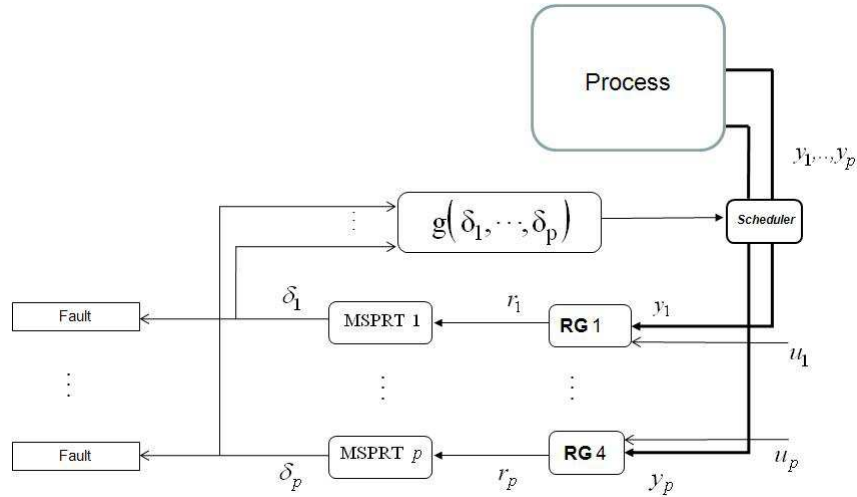 Process
y₁,..,yₚ
g(δ₁,⋯,δₚ)
Scheduler
δ₁
r₁
y₁
Fault
MSPRT 1
RG 1
u₁
Fault
MSPRT p
RG 4
δₚ
rₚ
yₚ
uₚ